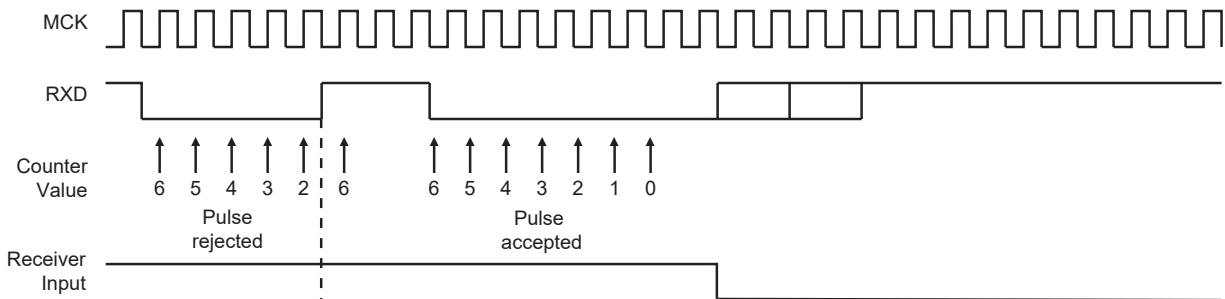 MCK
RXD
Counter
Value
6 5 4 3 2 6 6 5 4 3 2 1 0
Pulse
rejected
Pulse
accepted
Receiver
Input